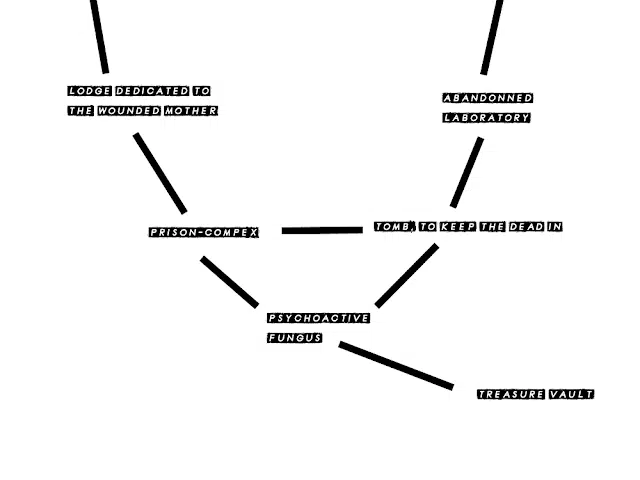 LODGE DEDICATED TO
THE WOUNDED MOTHER
ABANDONNED
LABORATORY
PRISON-COMPEX
TOMB, TO KEEP THE DEAD IN
PSYCHOACTIVE
FUNGUS
TREASURE VAULT